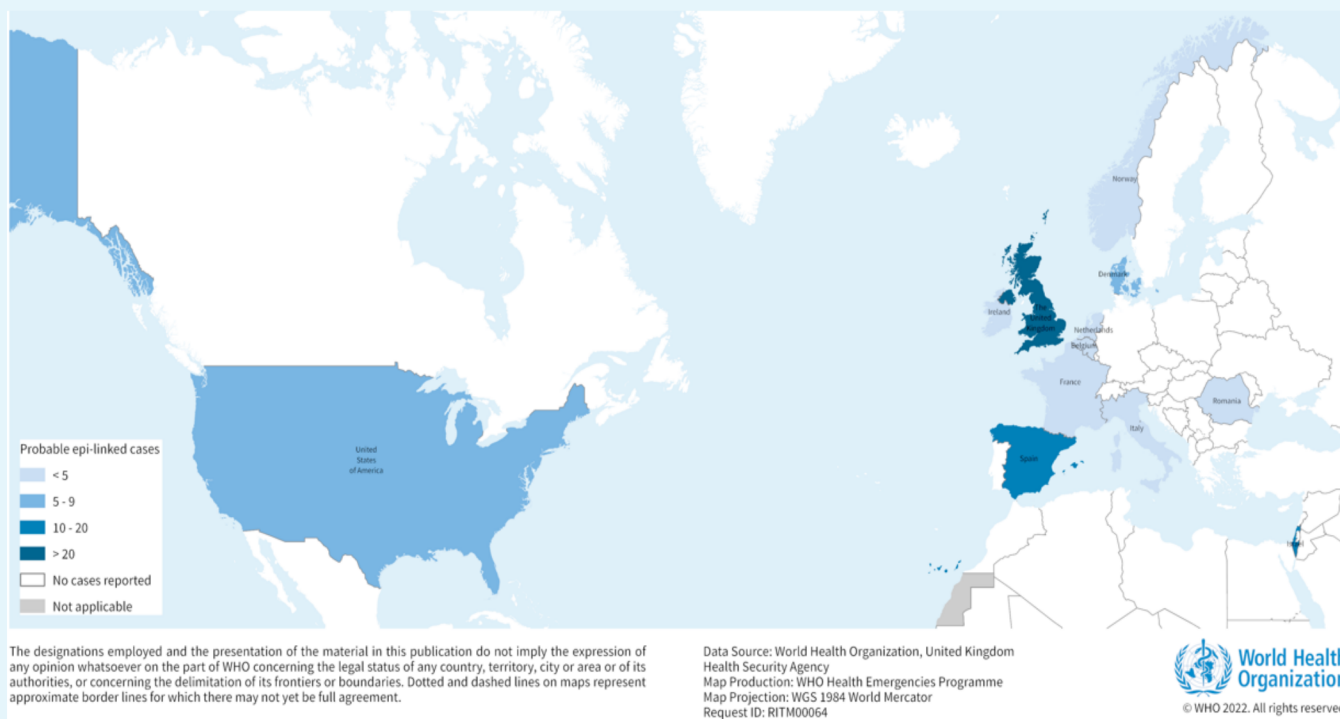 Norway
Denmark
Ireland
The
United
Kingdom
Netherlands
Belgium
France
Romania
Italy
United
States
of America
Spain
Israel
Probable epi-linked cases
< 5
5 - 9
10 - 20
> 20
No cases reported
Not applicable
The designations employed and the presentation of the material in this publication do not imply the expression of
any opinion whatsoever on the part of WHO concerning the legal status of any country, territory, city or area or of its
authorities, or concerning the delimitation of its frontiers or boundaries. Dotted and dashed lines on maps represent
approximate border lines for which there may not yet be full agreement.
Data Source: World Health Organization, United Kingdom
Health Security Agency
Map Production: WHO Health Emergencies Programme
Map Projection: WGS 1984 World Mercator
Request ID: RITM00064
World Health
Organization
© WHO 2022. All rights reserve